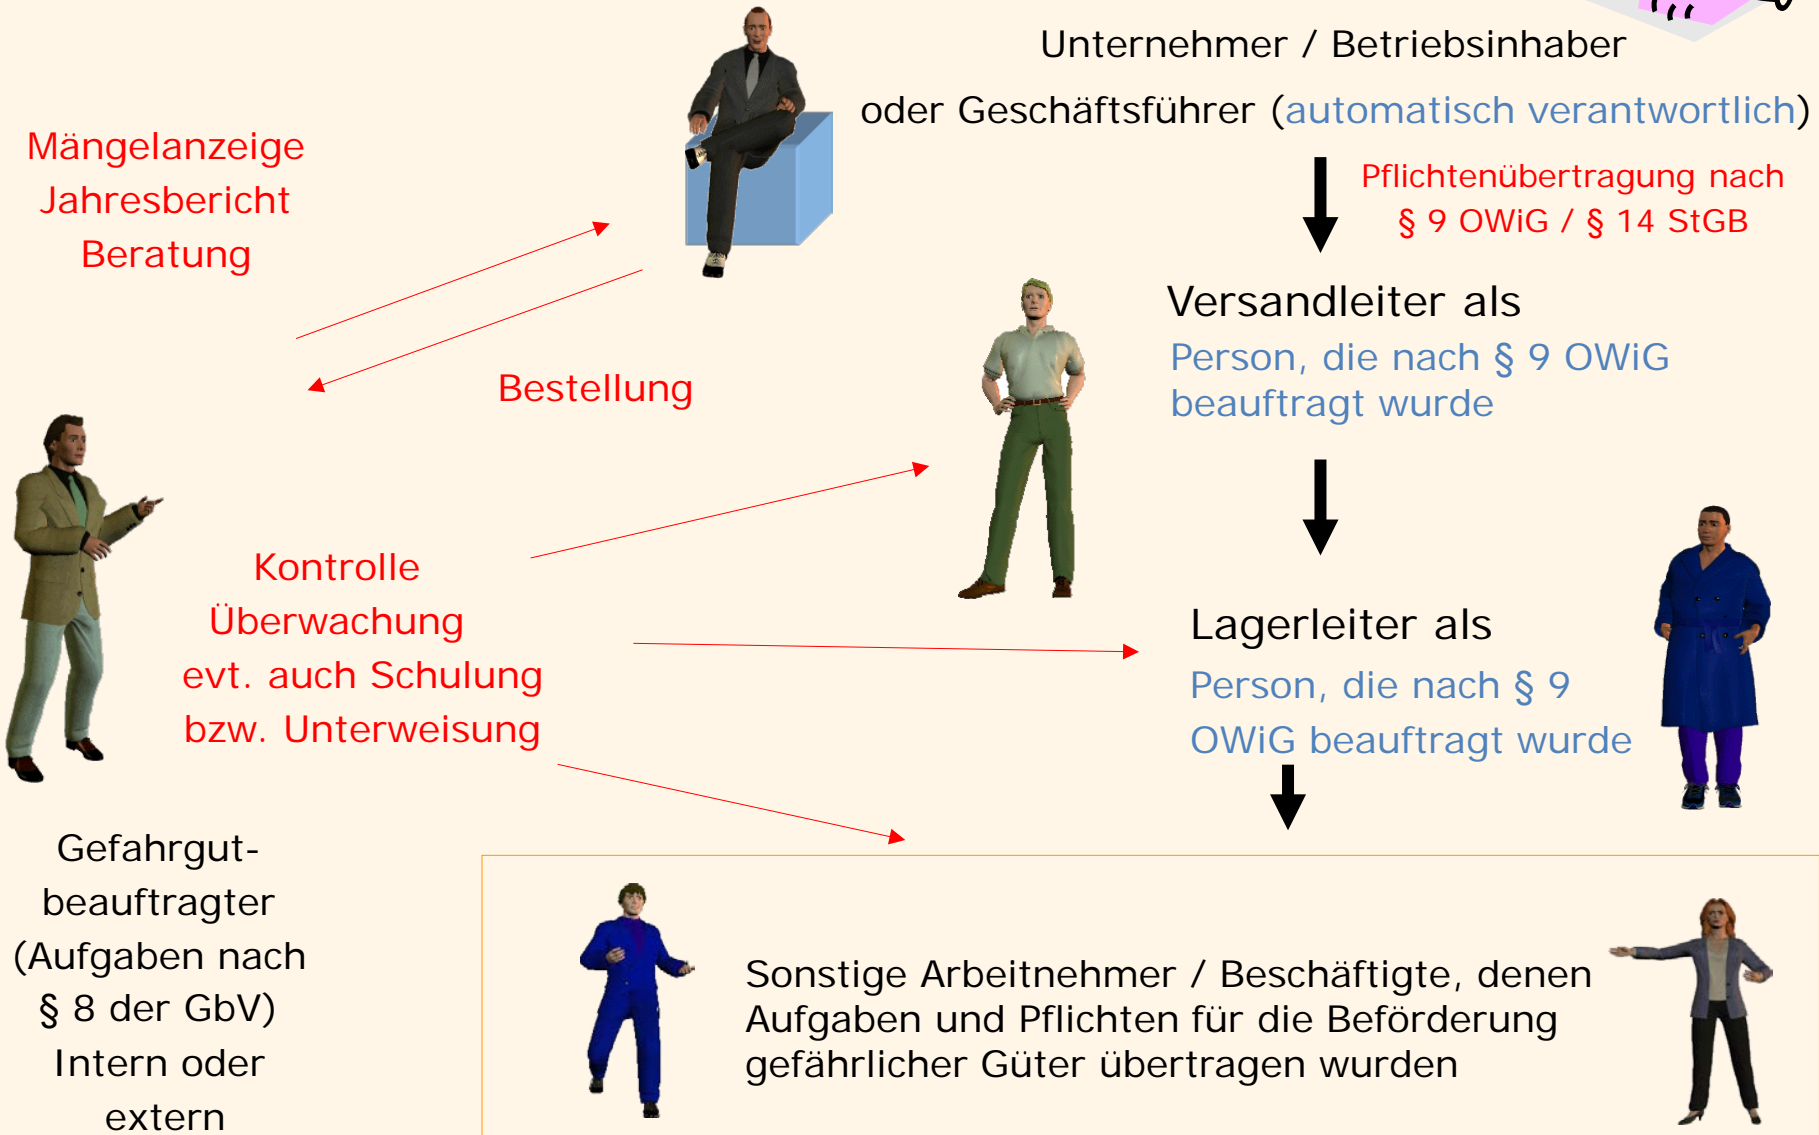 Unternehmer / Betriebsinhaber
oder Geschäftsführer (automatisch verantwortlich)
Mängelanzeige
Jahresbericht
Beratung
Pflichtenübertragung nach
§ 9 OWiG / § 14 StGB
Versandleiter als
Person, die nach § 9 OWiG
beauftragt wurde
Bestellung
Kontrolle
Überwachung
evt. auch Schulung
bzw. Unterweisung
Lagerleiter als
Person, die nach § 9
OWiG beauftragt wurde
Gefahrgut-
beauftragter
(Aufgaben nach
§ 8 der GbV)
Intern oder
extern
Sonstige Arbeitnehmer / Beschäftigte, denen
Aufgaben und Pflichten für die Beförderung
gefährlicher Güter übertragen wurden